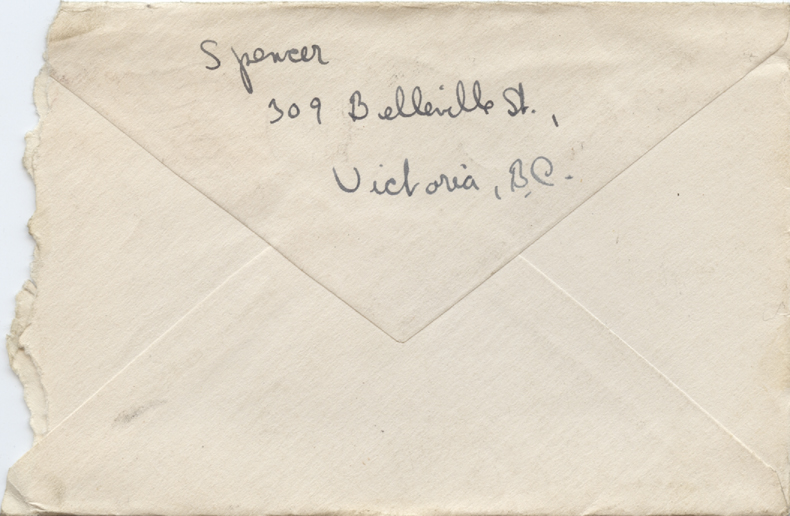 Spencer
309 Belleville St.,
Victoria, B.C.